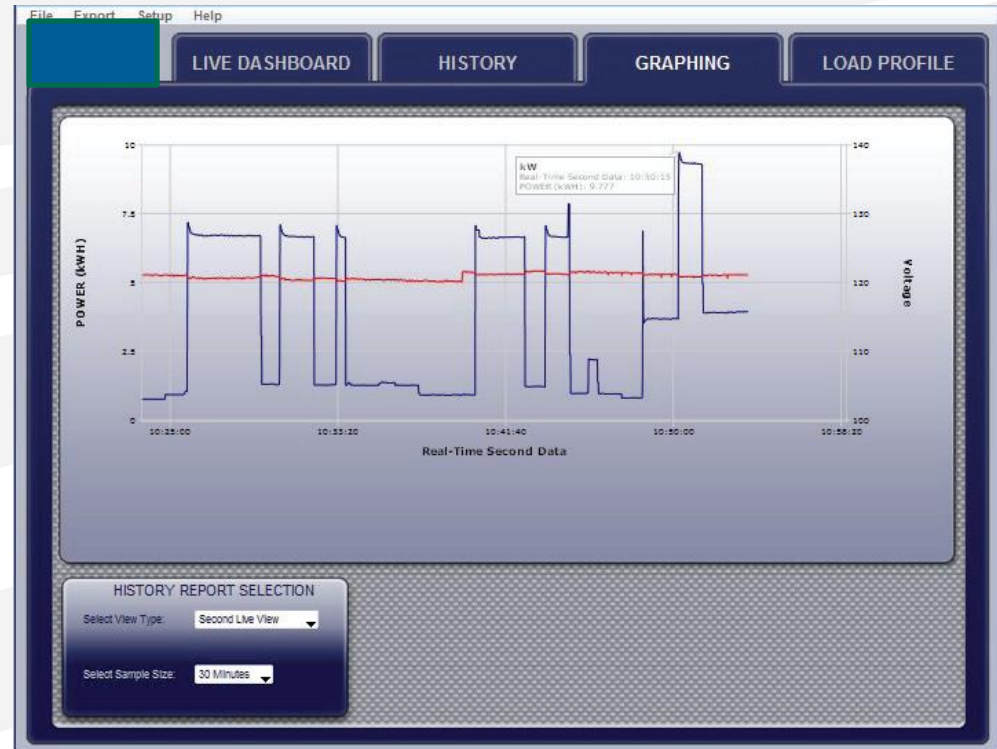 File Export Setup Help
LIVE DASHBOARD HISTORY GRAPHING LOAD PROFILE
10
7.5
5
2.5
0
POWER (kWH)
kW
Real-Time Second Data: 10:50:15
POWER (kWH): 9.777
140
130
120
110
100
Voltage
10:25:00 10:33:20 10:41:40 10:50:00 10:58:20
Real-Time Second Data
HISTORY REPORT SELECTION
Select View Type: Second Live View
Select Sample Size: 30 Minutes